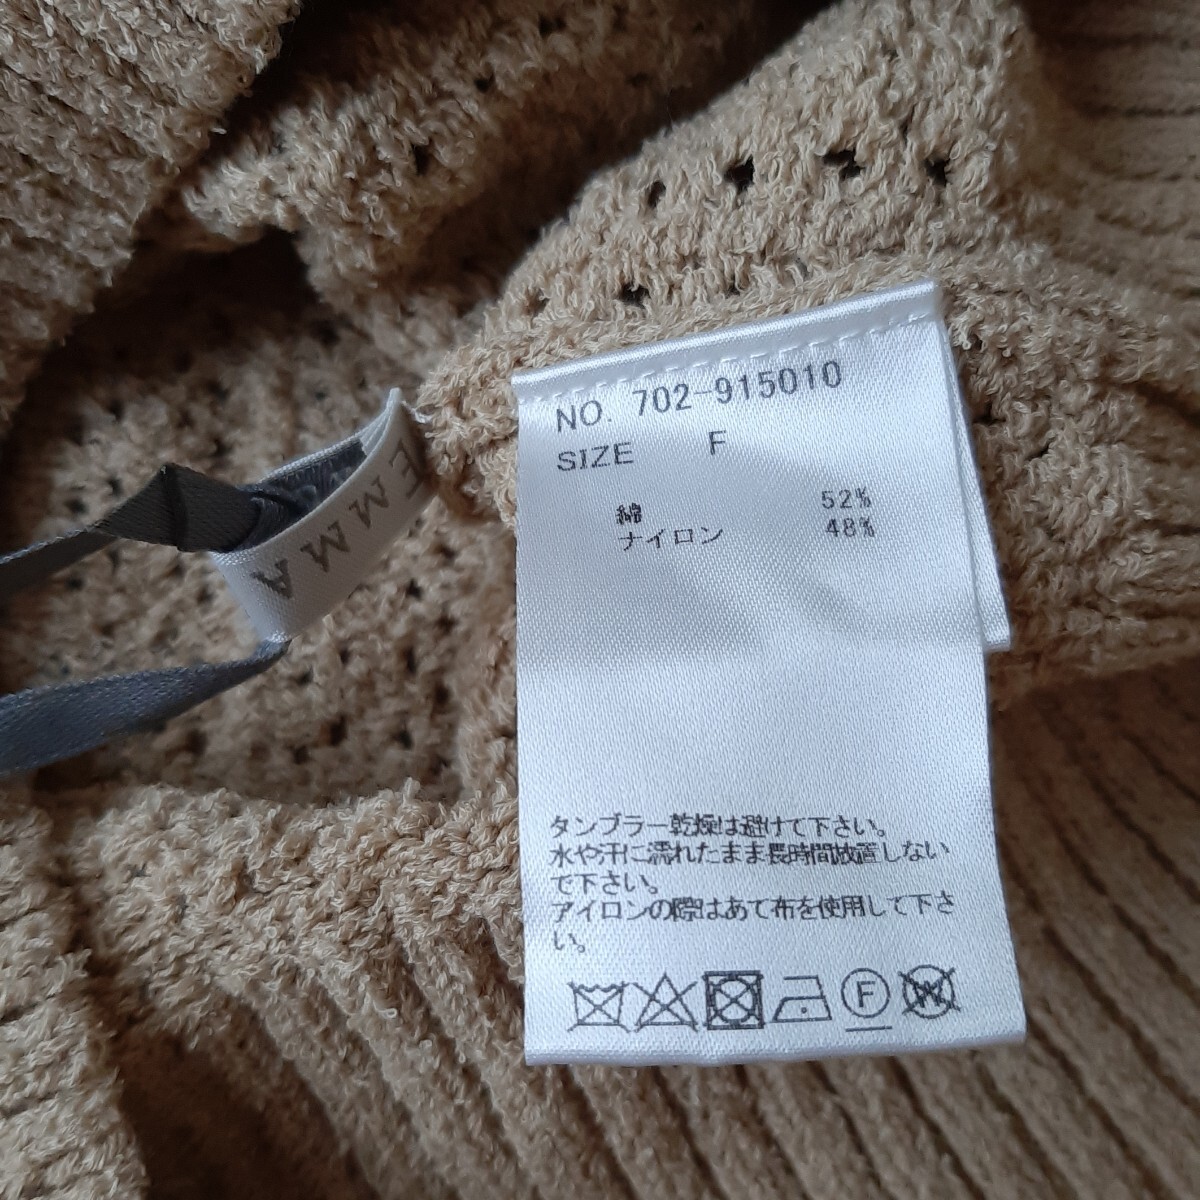 NO. 702-915010
SIZE F
綿 52%
ナイロン 48%
タンブラー乾燥は避けて下さい。
水や汗に濡れたまま長時間放置しない
で下さい。
アイロンの際はあて布を使用して下さ
い。
F W
EMMA